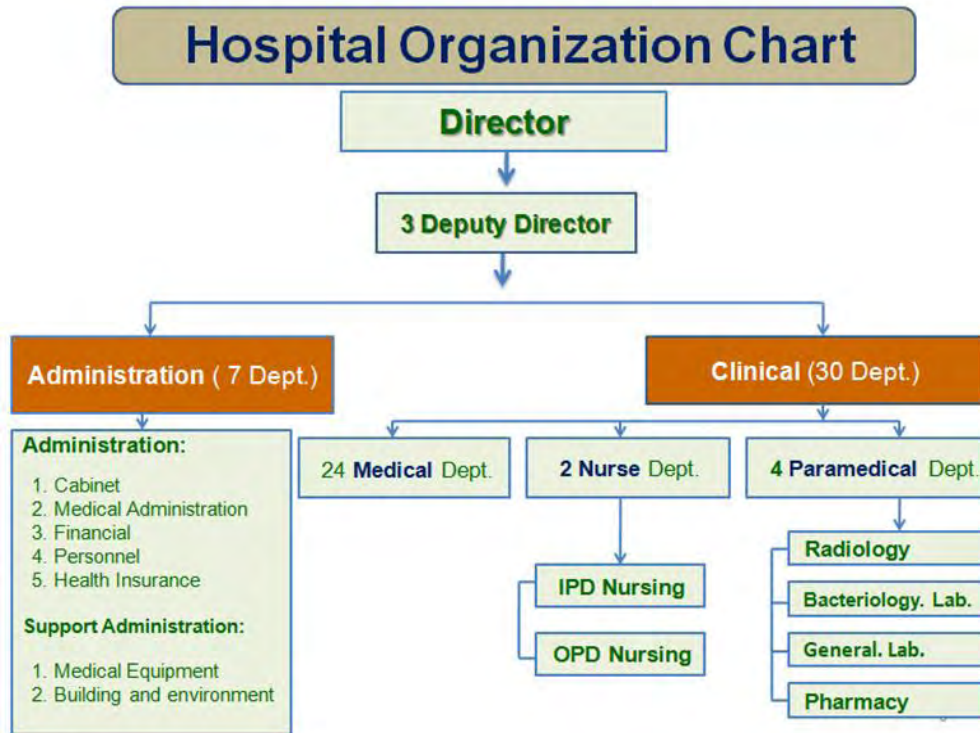 Hospital Organization Chart
Director
3 Deputy Director
Administration ( 7 Dept.)
Clinical (30 Dept.)
Administration:
1. Cabinet
2. Medical Administration
3. Financial
4. Personnel
5. Health Insurance
Support Administration:
1. Medical Equipment
2. Building and environment
24 Medical Dept.
2 Nurse Dept.
4 Paramedical Dept.
IPD Nursing
OPD Nursing
Radiology
Bacteriology. Lab.
General. Lab.
Pharmacy